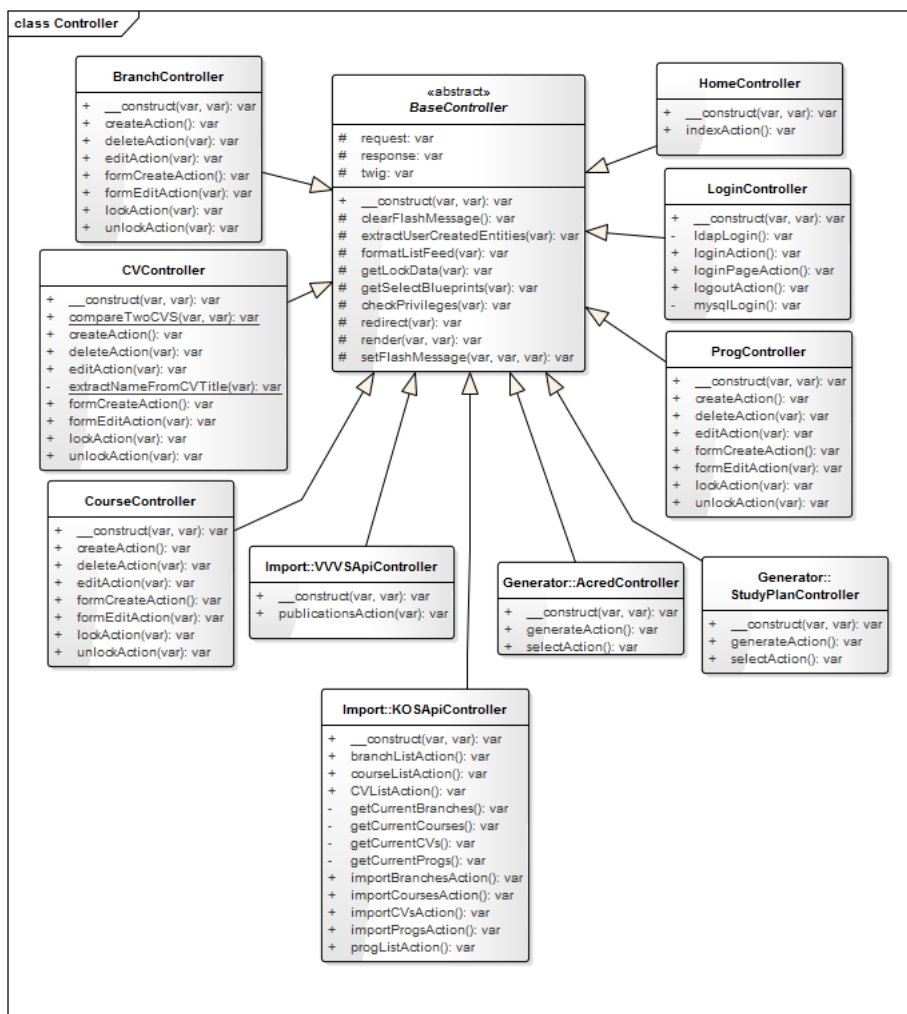 class Controller
BranchController
+ __construct(var, var): var
+ createAction(): var
+ deleteAction(var): var
+ editAction(var): var
+ formCreateAction(): var
+ formEditAction(var): var
+ lockAction(var): var
+ unlockAction(var): var
«abstract»
BaseController
# request: var
# response: var
# twig: var
+ __construct(var, var): var
# clearFlashMessage(): var
# extractUserCreatedEntities(var): var
# formatListFeed(var): var
# getLockData(var): var
# getSelectBlueprints(var): var
# checkPrivileges(var): var
# redirect(var): var
# render(var, var): var
# setFlashMessage(var, var, var): var
HomeController
+ __construct(var, var): var
+ indexAction(): var
LoginController
+ __construct(var, var): var
- ldapLogin(): var
+ loginAction(): var
+ loginPageAction(): var
+ logoutAction(): var
- mysqlLogin(): var
CVController
+ __construct(var, var): var
+ compareTwoCVS(var, var): var
+ createAction(): var
+ deleteAction(var): var
+ editAction(var): var
- extractNameFromCVTitle(var): var
+ formCreateAction(): var
+ formEditAction(var): var
+ lockAction(var): var
+ unlockAction(var): var
ProgController
+ __construct(var, var): var
+ createAction(): var
+ deleteAction(var): var
+ editAction(var): var
+ formCreateAction(): var
+ formEditAction(var): var
+ lockAction(var): var
+ unlockAction(var): var
CourseController
+ __construct(var, var): var
+ createAction(): var
+ deleteAction(var): var
+ editAction(var): var
+ formCreateAction(): var
+ formEditAction(var): var
+ lockAction(var): var
+ unlockAction(var): var
Import::VVVSApiController
+ __construct(var, var): var
+ publicationsAction(var): var
Generator::AcredController
+ __construct(var, var): var
+ generateAction(): var
+ selectAction(): var
Generator::
StudyPlanController
+ __construct(var, var): var
+ generateAction(): var
+ selectAction(): var
Import::KOSApiController
+ __construct(var, var): var
+ branchListAction(): var
+ courseListAction(): var
+ CVListAction(): var
- getCurrentBranches(): var
- getCurrentCourses(): var
- getCurrentCVs(): var
- getCurrentProgs(): var
+ importBranchesAction(): var
+ importCoursesAction(): var
+ importCVsAction(): var
+ importProgsAction(): var
+ progListAction(): var